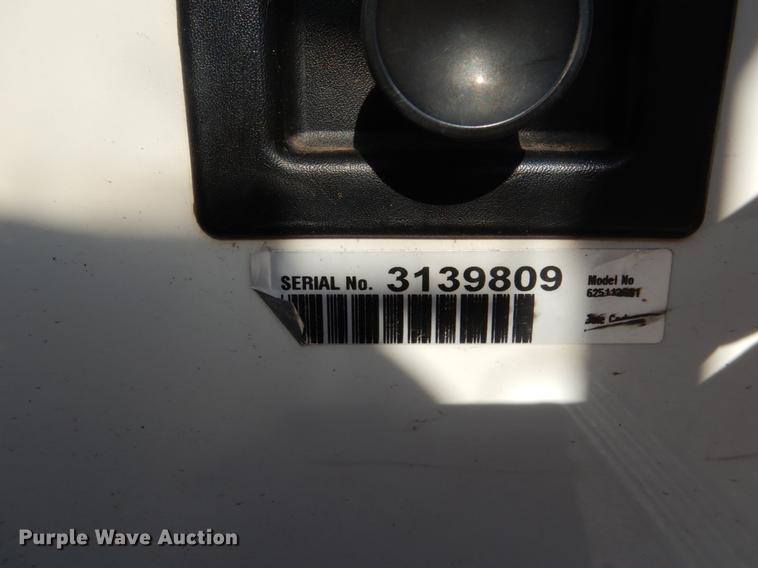 SERIAL No. 3139809
Model No
Purple Wave Auction